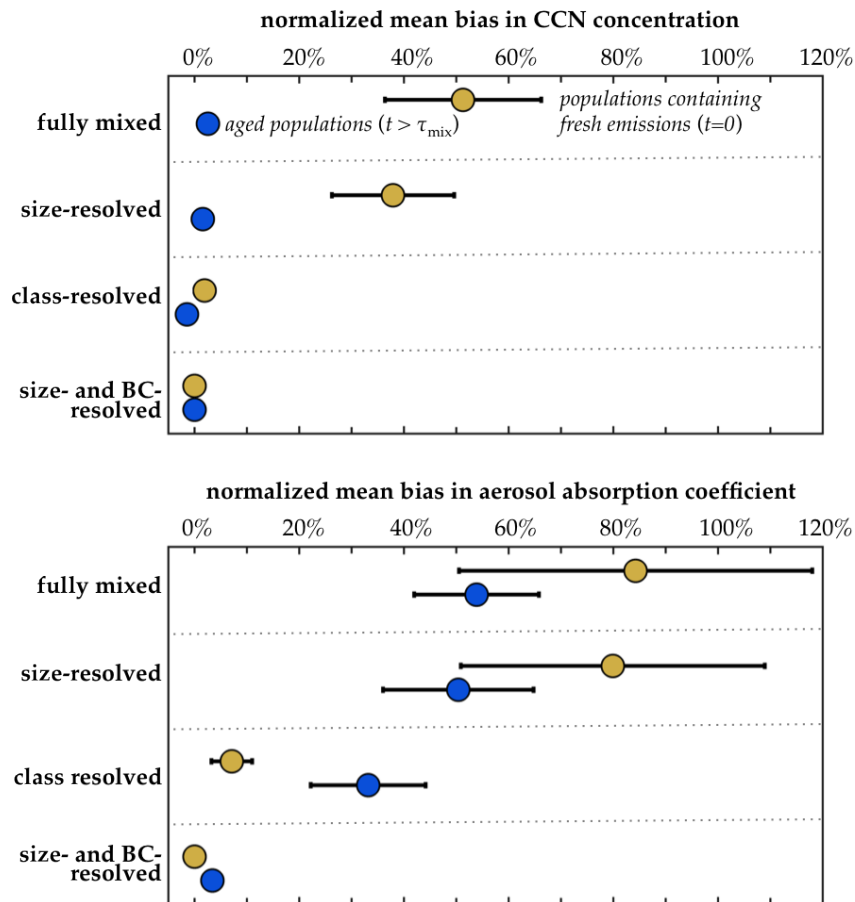 normalized mean bias in CCN concentration
0% 20% 40% 60% 80% 100% 120%
fully mixed
populations containing
fresh emissions (t=0)
aged populations (t > τmix)
size-resolved
class-resolved
size- and BC-
resolved
normalized mean bias in aerosol absorption coefficient
0% 20% 40% 60% 80% 100% 120%
fully mixed
size-resolved
class resolved
size- and BC-
resolved